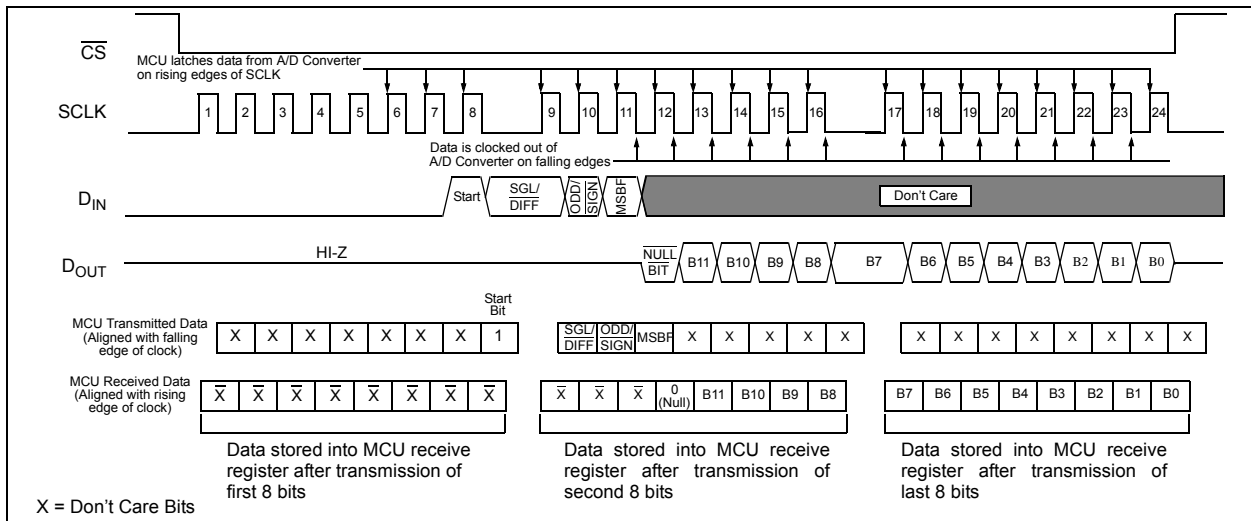 CS
MCU latches data from A/D Converter
on rising edges of SCLK
SCLK
1 2 3 4 5 6 7 8 9 10 11 12 13 14 15 16 17 18 19 20 21 22 23 24
Data is clocked out of
A/D Converter on falling edges
DIN
Start SGL/DIFF ODD/SIGN MSBF Don't Care
DOUT
HI-Z NULL BIT B11 B10 B9 B8 B7 B6 B5 B4 B3 B2 B1 B0
Start
Bit
MCU Transmitted Data
(Aligned with falling
edge of clock)
X X X X X X X 1 SGL/DIFF ODD/SIGN MSBF X X X X X X X X X X X X X
MCU Received Data
(Aligned with rising
edge of clock)
X X X X X X X X X X X 0 (Null) B11 B10 B9 B8 B7 B6 B5 B4 B3 B2 B1 B0
Data stored into MCU receive
register after transmission of
first 8 bits
Data stored into MCU receive
register after transmission of
second 8 bits
Data stored into MCU receive
register after transmission of
last 8 bits
X = Don't Care Bits